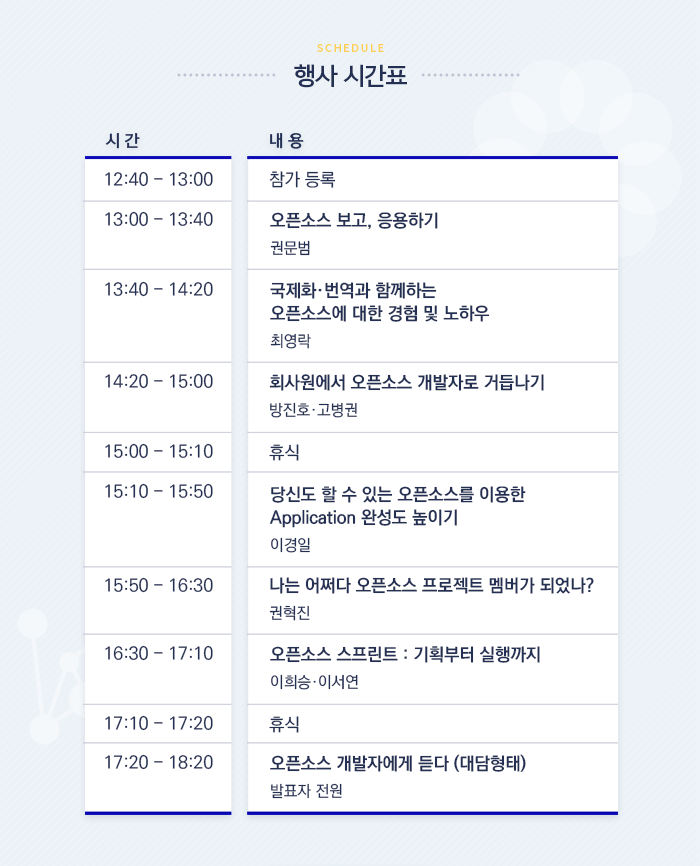 SCHEDULE
행사 시간표
시간 내용
12:40 – 13:00 참가 등록
13:00 – 13:40 오픈소스 보고, 응용하기
권문범
13:40 – 14:20 국제화·번역과 함께하는
오픈소스에 대한 경험 및 노하우
최영락
14:20 – 15:00 회사원에서 오픈소스 개발자로 거듭나기
방진호·고병권
15:00 – 15:10 휴식
15:10 – 15:50 당신도 할 수 있는 오픈소스를 이용한
Application 완성도 높이기
이경일
15:50 – 16:30 나는 어쩌다 오픈소스 프로젝트 멤버가 되었나?
권혁진
16:30 – 17:10 오픈소스 스프린트 : 기획부터 실행까지
이희승·이서연
17:10 – 17:20 휴식
17:20 – 18:20 오픈소스 개발자에게 듣다 (대담형태)
발표자 전원